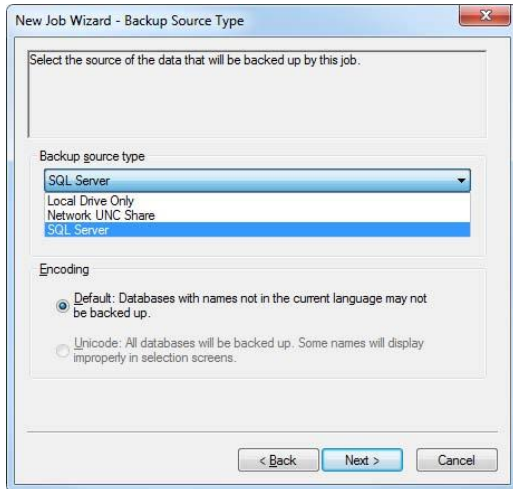 New Job Wizard - Backup Source Type
Select the source of the data that will be backed up by this job.
Backup source type
SQL Server
Local Drive Only
Network UNC Share
SQL Server
Encoding
Default: Databases with names not in the current language may not
be backed up.
Unicode: All databases will be backed up. Some names will display
improperly in selection screens.
< Back
Next >
Cancel